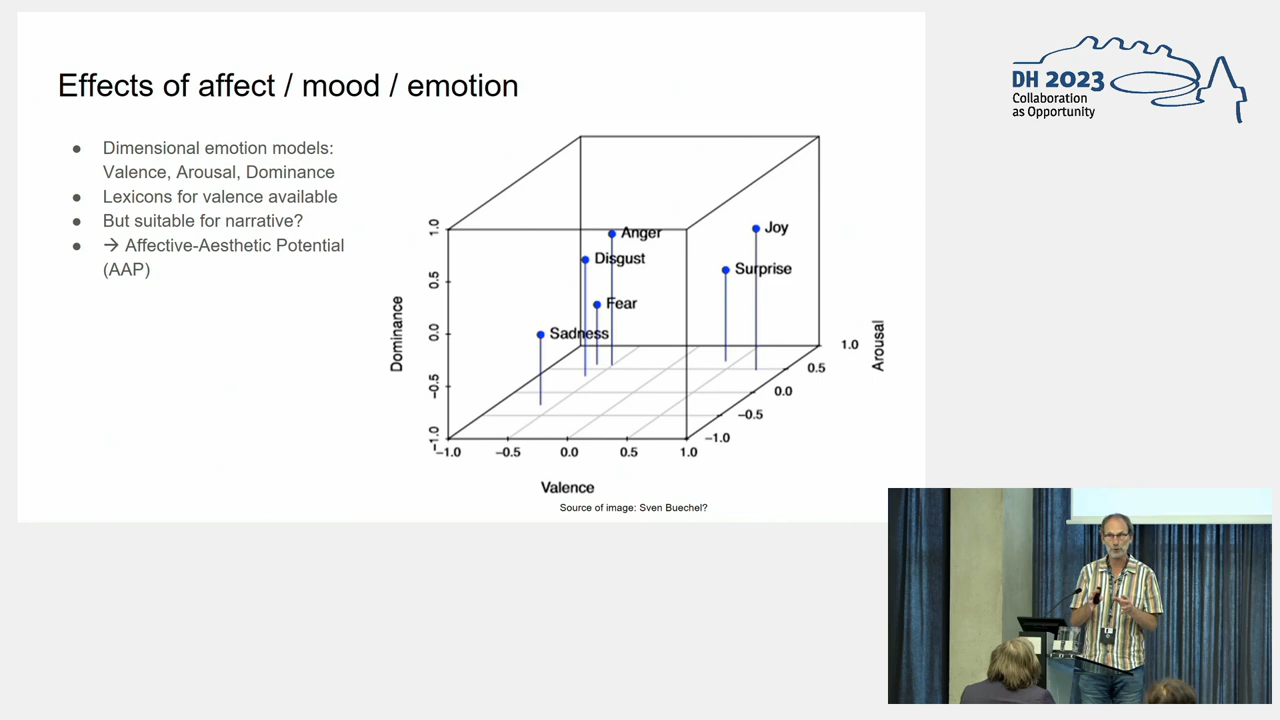 Effects of affect / mood / emotion
● Dimensional emotion models:
Valence, Arousal, Dominance
● Lexicons for valence available
● But suitable for narrative?
● → Affective-Aesthetic Potential
(AAP)
Dominance
1.0
0.5
0.0
−0.5
−1.0
Anger
Disgust
Fear
Sadness
Joy
Surprise
Arousal
1.0
0.5
0.0
−0.5
−1.0
−1.0
−0.5
0.0
0.5
1.0
Valence
Source of image: Sven Buechel?
DH 2023
Collaboration
as Opportunity